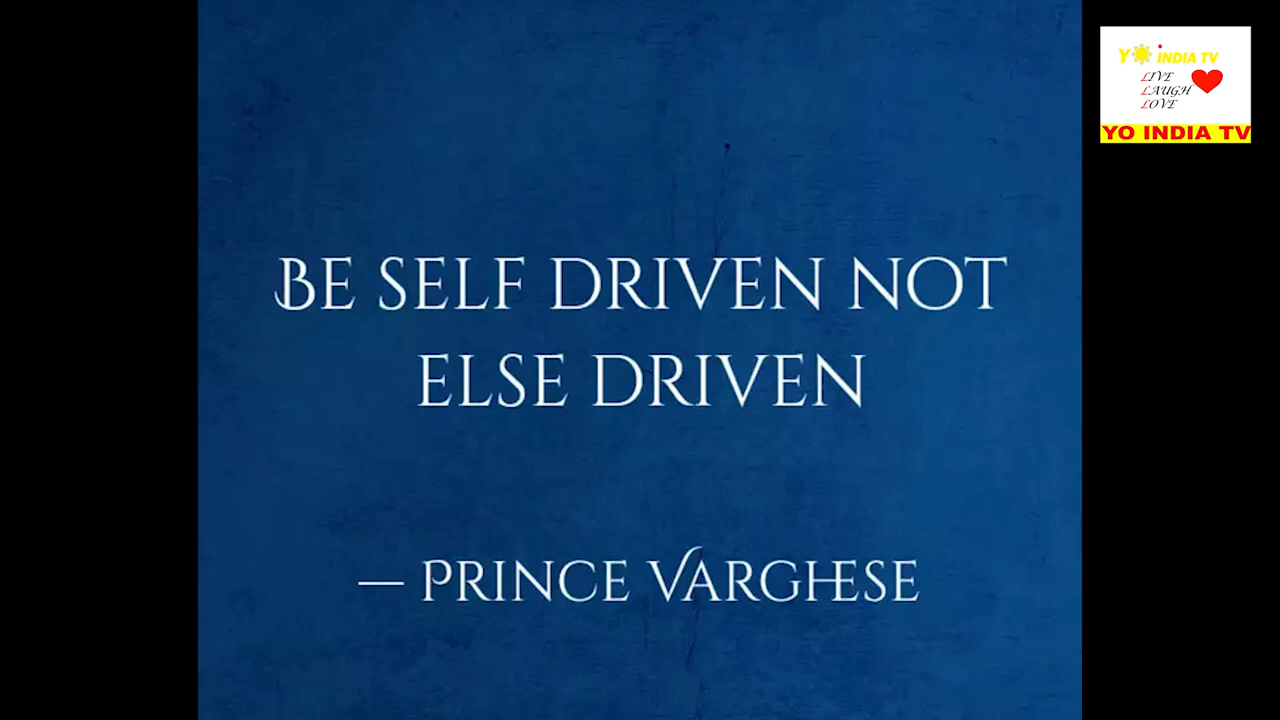 BE SELF DRIVEN NOT
ELSE DRIVEN
— PRINCE VARGHESE
YO INDIA TV
LIVE
LAUGH
LOVE
YO INDIA TV